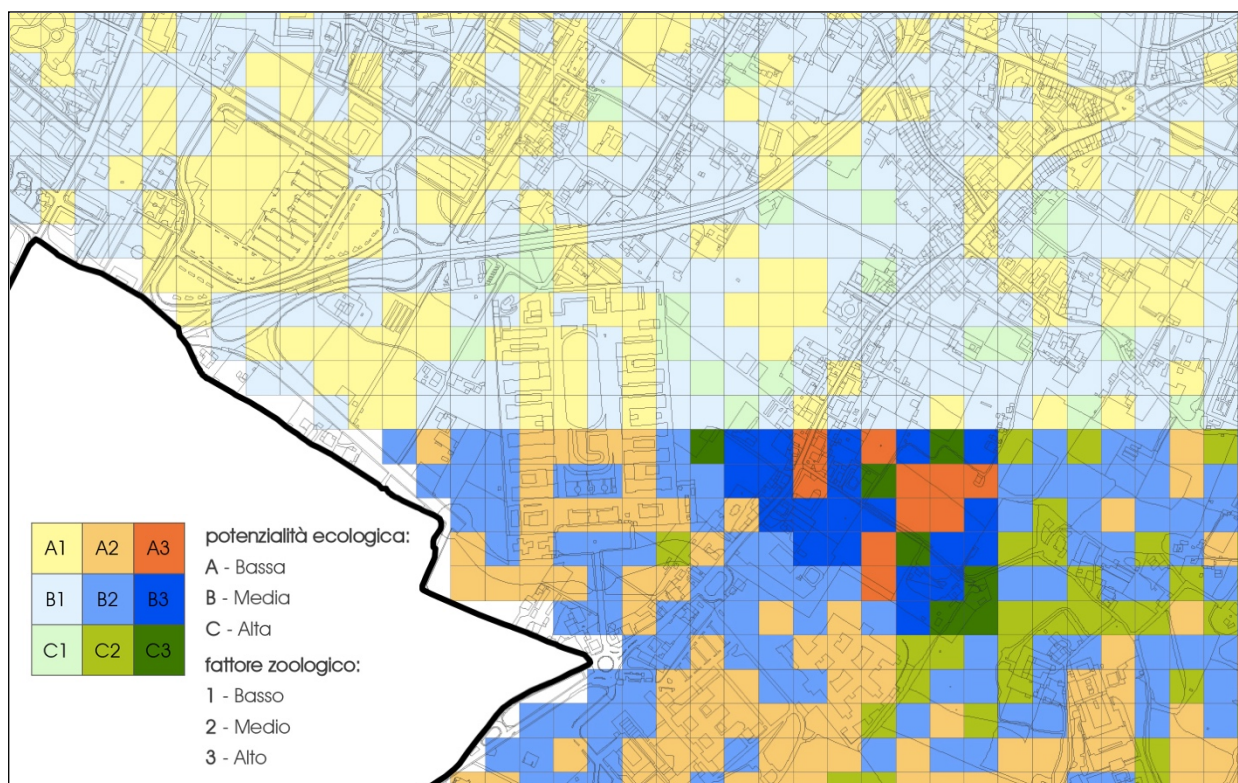 A1 A2 A3
B1 B2 B3
C1 C2 C3
potenzialità ecologica:
A - Bassa
B - Media
C - Alta
fattore zoologico:
1 - Basso
2 - Medio
3 - Alto